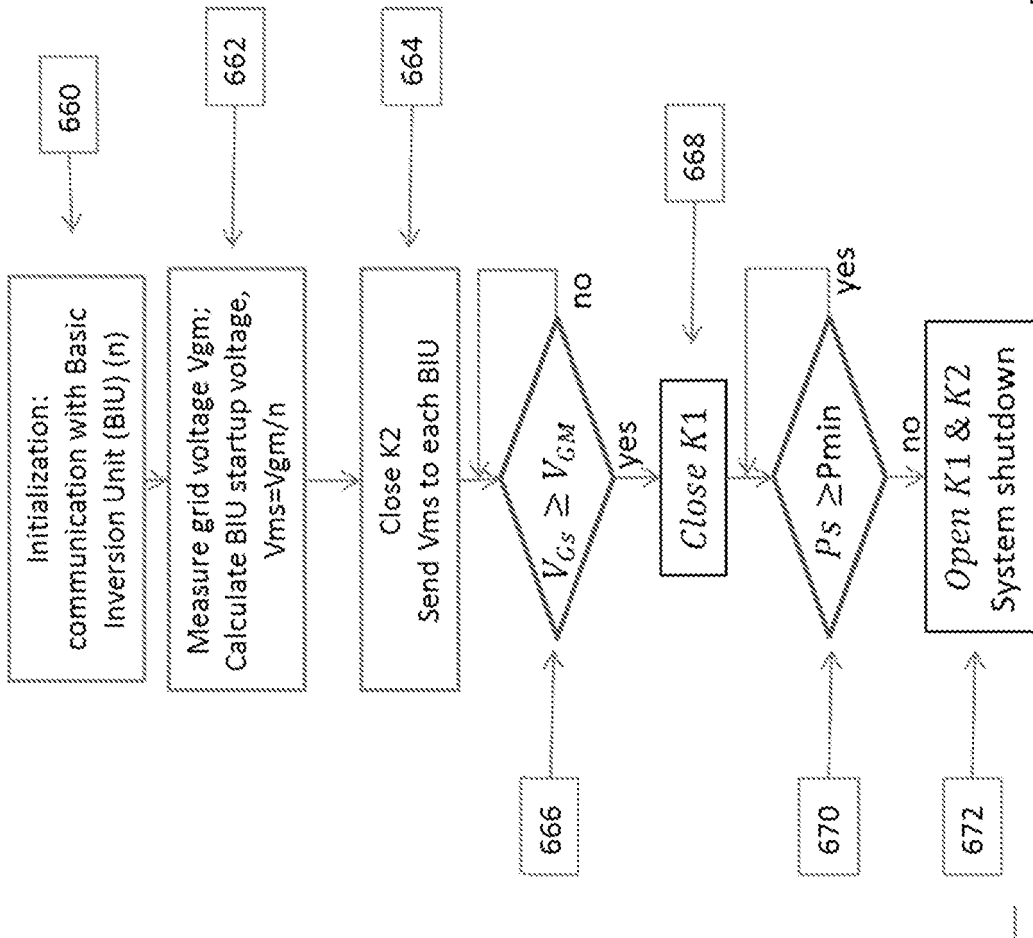 660
Initialization:
communication with Basic
Inversion Unit (BIU) (n)
662
Measure grid voltage Vgm;
Calculate BIU startup voltage,
Vms=Vgm/n
664
Close K2
Send Vms to each BIU
666
V_Gs ≥ V_GM
no
yes
668
Close K1
670
Ps ≥Pmin
yes
no
672
Open K1 & K2
System shutdown